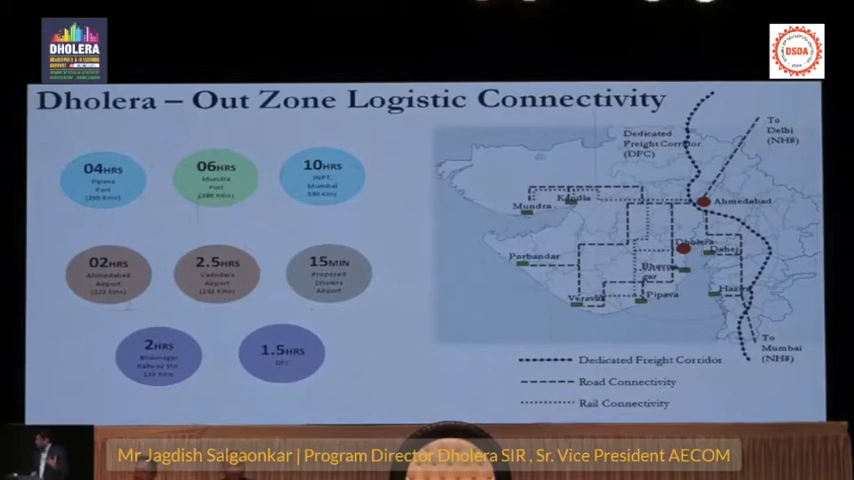 DHOLERA
DSDA
Dholera – Out Zone Logistic Connectivity
04HRS
Pipava
Port
06HRS
Mundra
Port
10HRS
JNPT,
Mumbai
02HRS
Ahmedabad
Airport
2.5HRS
Vadodara
Airport
15MIN
Proposed
Dholera
Airport
2HRS
Bhavnagar
Railway Stn
1.5HRS
DFC
Dedicated
Freight Corridor
(DFC)
To
Delhi
(NH8)
Mundra
Kandla
Ahmedabad
Porbandar
Dholera
Dahej
Bhavna
gar
Veraval
Pipava
Hazira
To
Mumbai
(NH8)
Dedicated Freight Corridor
Road Connectivity
Rail Connectivity
Mr Jagdish Salgaonkar | Program Director Dholera SIR , Sr. Vice President AECOM